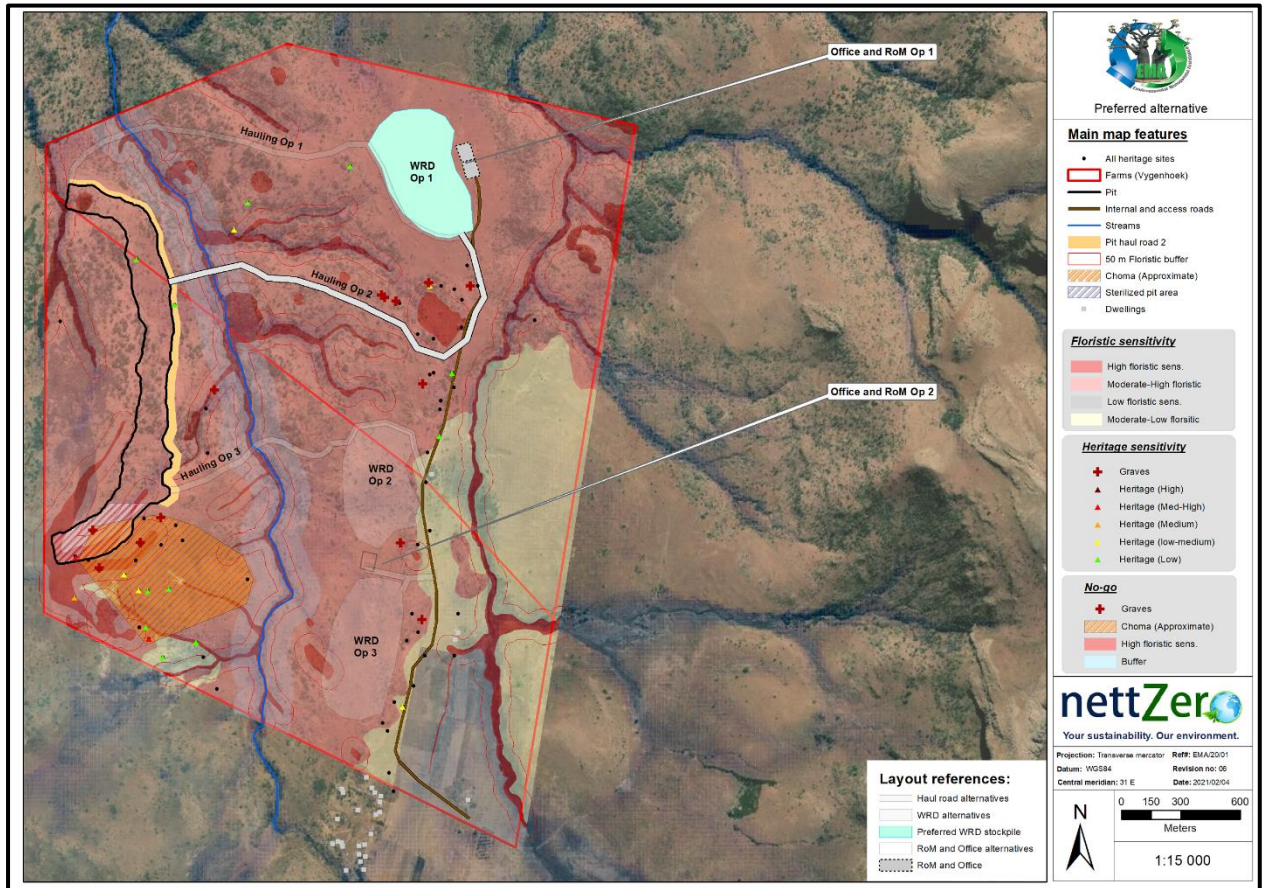 Office and RoM Op 1
Hauling Op 1
WRD
Op 1
Hauling Op 2
Office and RoM Op 2
Hauling Op 3
WRD
Op 2
WRD
Op 3
Layout references:
Haul road alternatives
WRD alternatives
Preferred WRD stockpile
RoM and Office alternatives
RoM and Office
EMA
Preferred alternative
Main map features
All heritage sites
Farms (Vygenhoek)
Pit
Internal and access roads
Streams
Pit haul road 2
50 m Floristic buffer
Choma (Approximate)
Sterilized pit area
Dwellings
Floristic sensitivity
High floristic sens.
Moderate-High floristic
Low floristic sens.
Moderate-Low florsitic
Heritage sensitivity
Graves
Heritage (High)
Heritage (Med-High)
Heritage (Medium)
Heritage (low-medium)
Heritage (Low)
No-go
Graves
Choma (Approximate)
High floristic sens.
Buffer
nettZero
Your sustainability. Our environment.
Projection: Transverse mercator Ref#: EMA/20/01
Datum: WGS84 Revision no: 06
Central meridian: 31 E Date: 2021/02/04
N
0 150 300 600
Meters
1:15 000